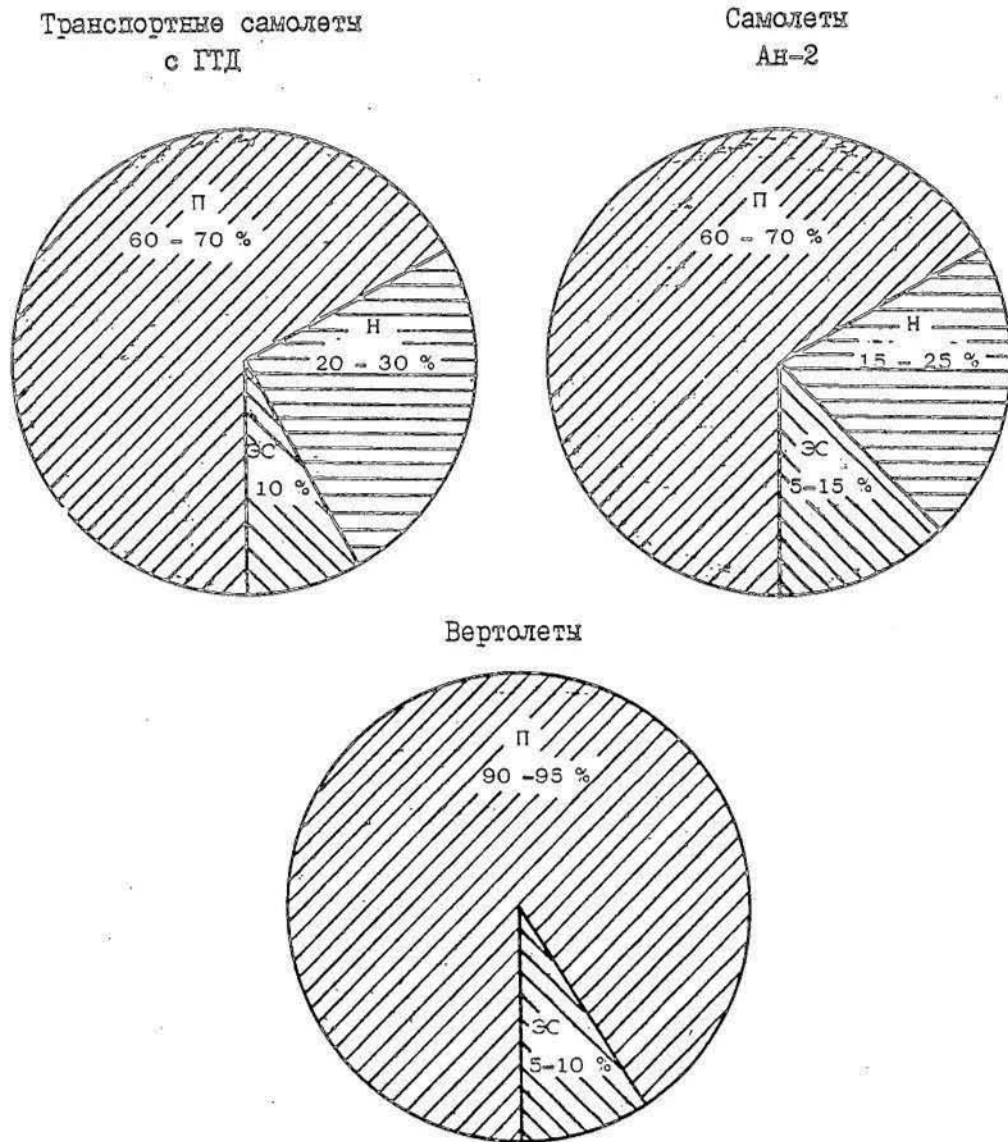 Транспортные самолеты
с ГТД
Самолеты
Ан-2
П
60 - 70 %
Н
20 - 30 %
ЭС
10 %
П
60 - 70 %
Н
15 - 25 %
ЭС
5-15 %
Вертолеты
П
90 -95 %
ЭС
5-10 %